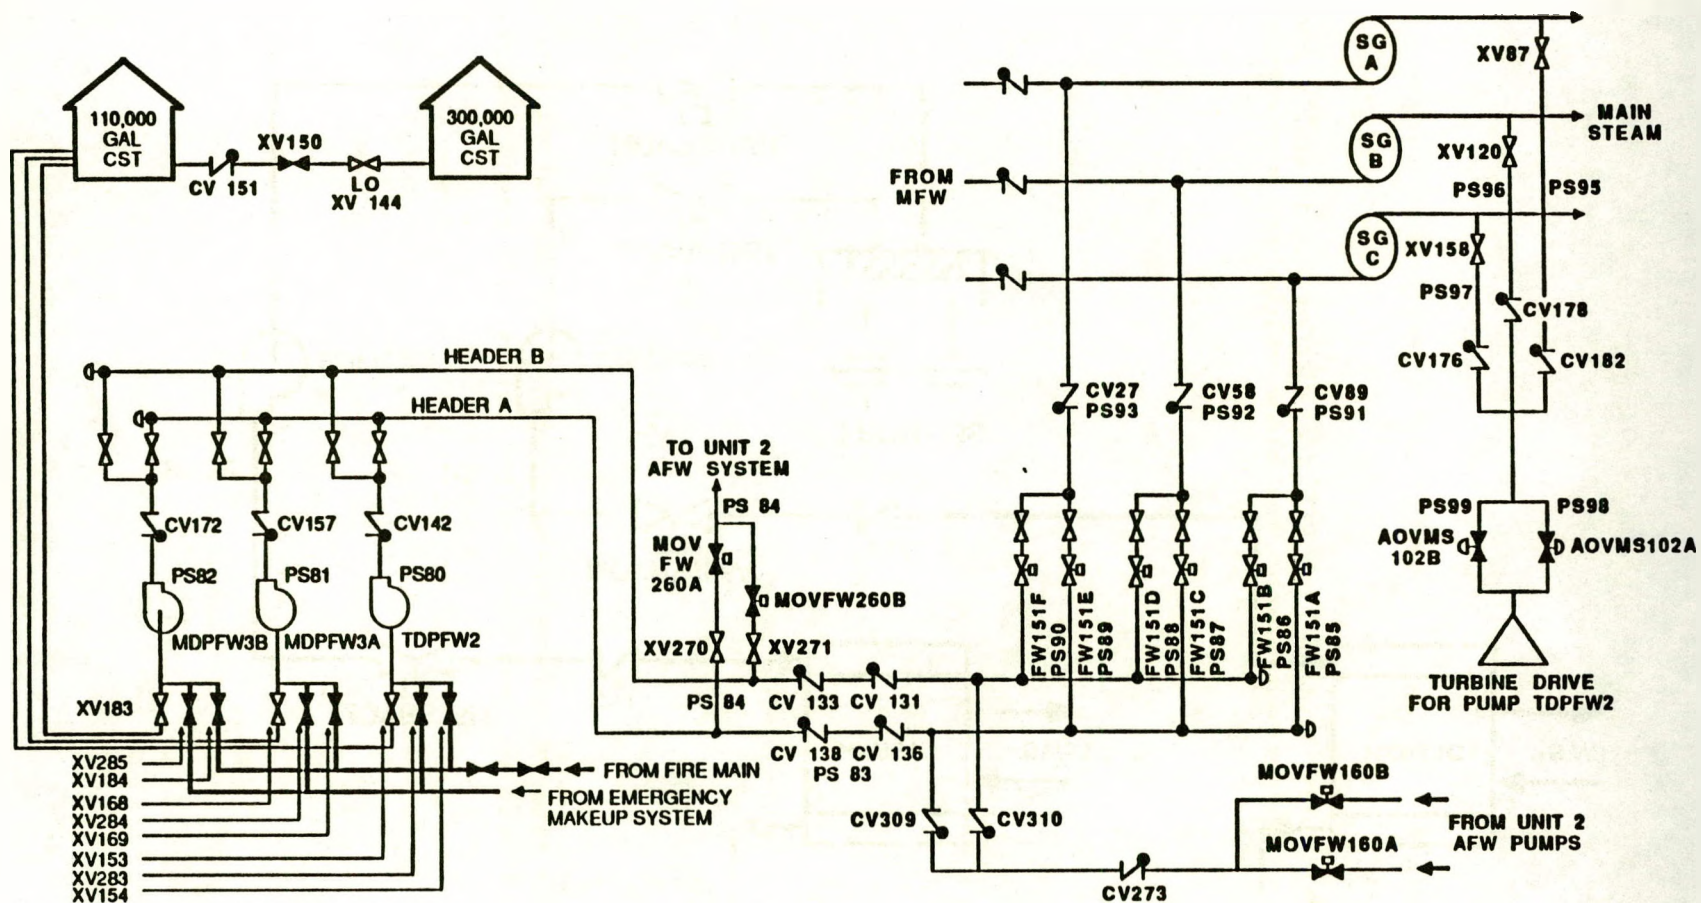 110,000
GAL
CST
XV150
CV 151
LO
XV 144
300,000
GAL
CST
SG
A
XV87
MAIN
STEAM
SG
B
XV120
FROM
MFW
PS96
PS95
SG
C
XV158
PS97
CV178
CV176
CV182
HEADER B
HEADER A
CV27
PS93
CV58
PS92
CV89
PS91
TO UNIT 2
AFW SYSTEM
PS 84
CV172
CV157
CV142
MOV
FW
260A
MOVFW260B
PS99
PS98
AOVMS
102B
AOVMS102A
PS82
PS81
PS80
MDPFW3B
MDPFW3A
TDPFW2
XV270
XV271
FW151F
PS90
FW151E
PS89
FW151D
PS88
FW151C
PS87
FW151B
PS86
FW151A
PS85
XV183
PS 84
CV 133
CV 131
TURBINE DRIVE
FOR PUMP TDPFW2
CV 138
CV 136
PS 83
XV285
XV184
XV168
XV284
XV169
XV153
XV283
XV154
FROM FIRE MAIN
FROM EMERGENCY
MAKEUP SYSTEM
CV309
CV310
MOVFW160B
MOVFW160A
FROM UNIT 2
AFW PUMPS
CV273